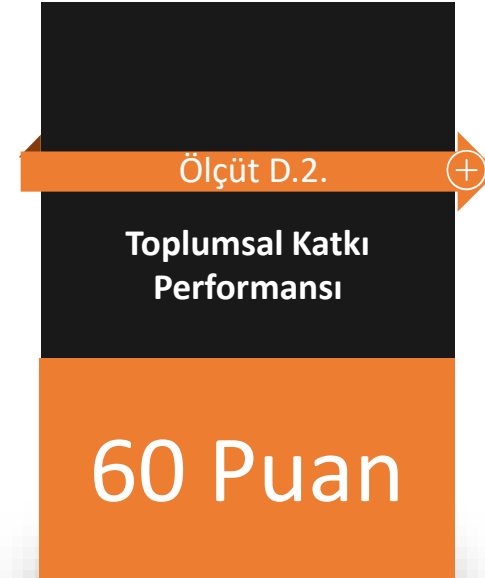 Ölçüt D.2.
Toplumsal Katkı
Performansı
60 Puan